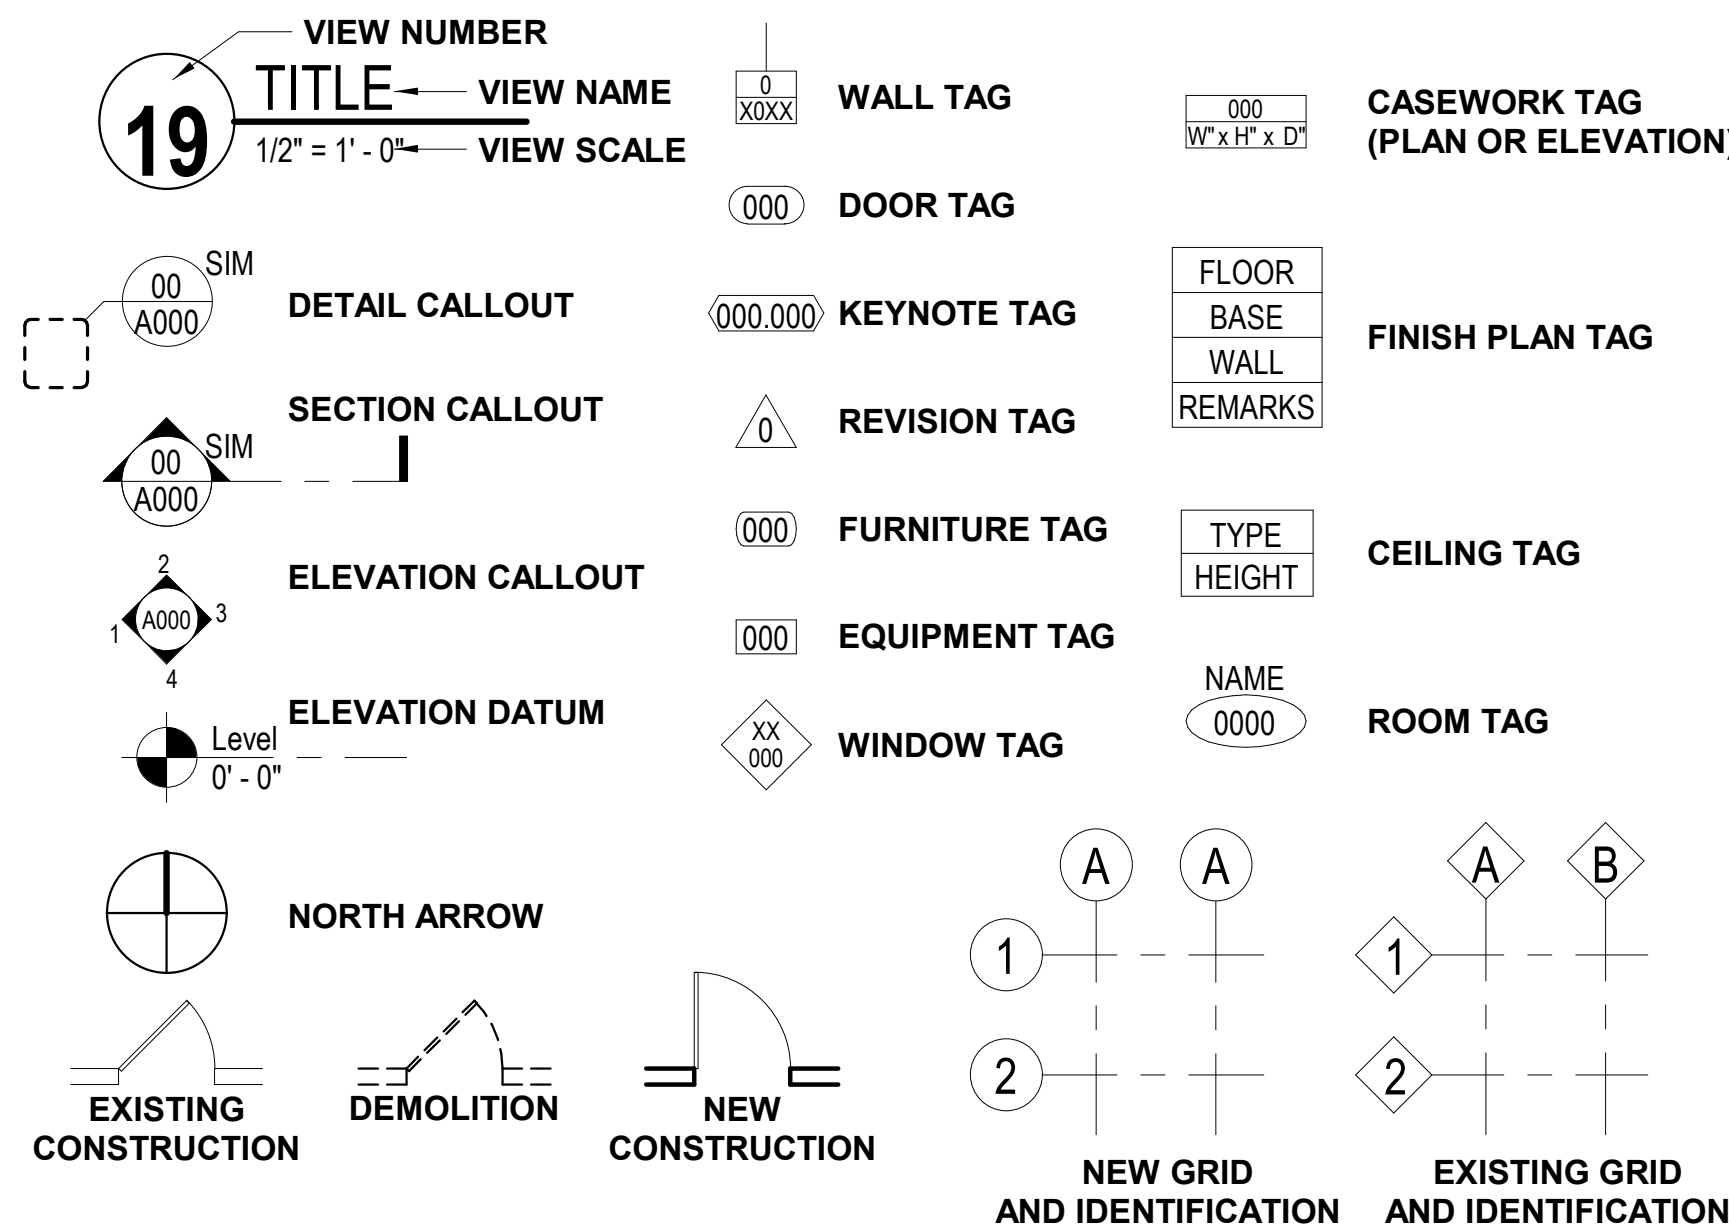 VIEW NUMBER
19
TITLE
VIEW NAME
1/2" = 1' - 0"
VIEW SCALE
00
A000
SIM
DETAIL CALLOUT
SECTION CALLOUT
00
A000
SIM
ELEVATION CALLOUT
2
1
A000
3
4
ELEVATION DATUM
Level
0' - 0"
NORTH ARROW
EXISTING
CONSTRUCTION
DEMOLITION
NEW
CONSTRUCTION
0
X0XX
WALL TAG
000
DOOR TAG
000.000
KEYNOTE TAG
0
REVISION TAG
000
FURNITURE TAG
000
EQUIPMENT TAG
XX
000
WINDOW TAG
000
W" x H" x D"
CASEWORK TAG
(PLAN OR ELEVATION)
FLOOR
BASE
WALL
REMARKS
FINISH PLAN TAG
TYPE
HEIGHT
CEILING TAG
NAME
0000
ROOM TAG
A A
1
2
NEW GRID
AND IDENTIFICATION
A B
1
2
EXISTING GRID
AND IDENTIFICATION